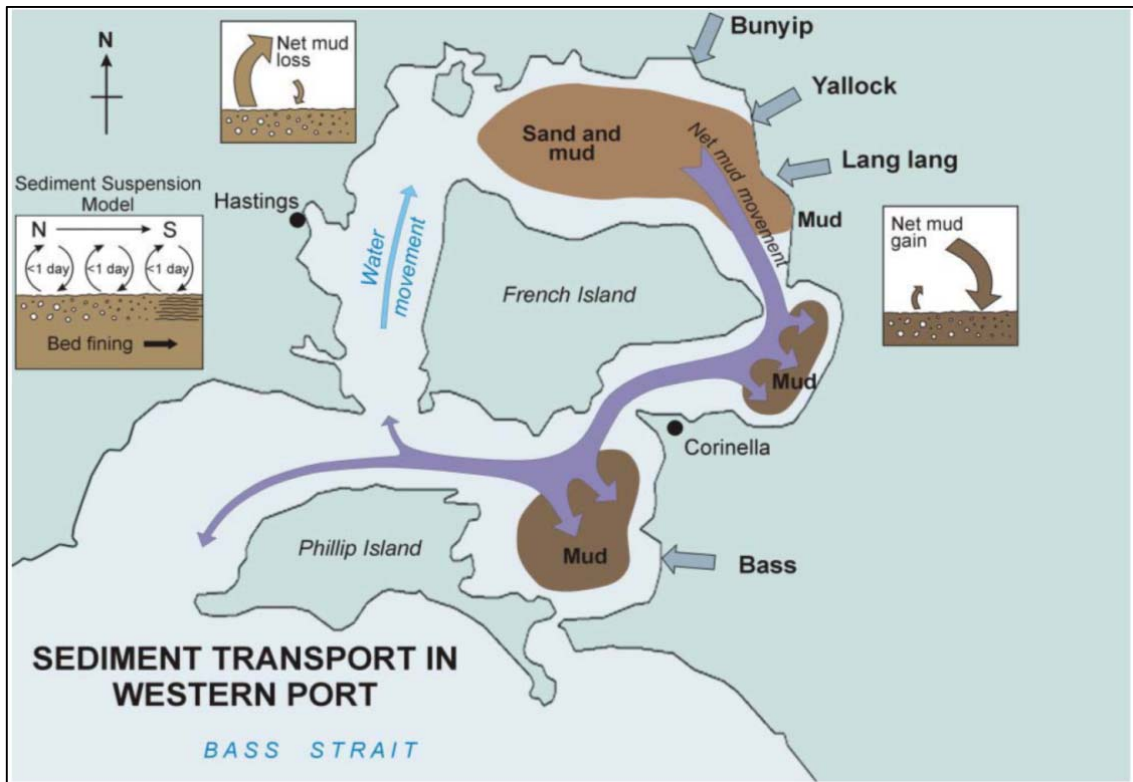 N
Net mud
loss
Bunyip
Yallock
Sand and
mud
Net mud movement
Lang lang
Sediment Suspension
Model
N
S
<1 day
<1 day
<1 day
Bed fining
Hastings
Water
movement
Mud
Net mud
gain
French Island
Mud
Corinella
Phillip Island
Mud
Bass
SEDIMENT TRANSPORT IN
WESTERN PORT
BASS STRAIT